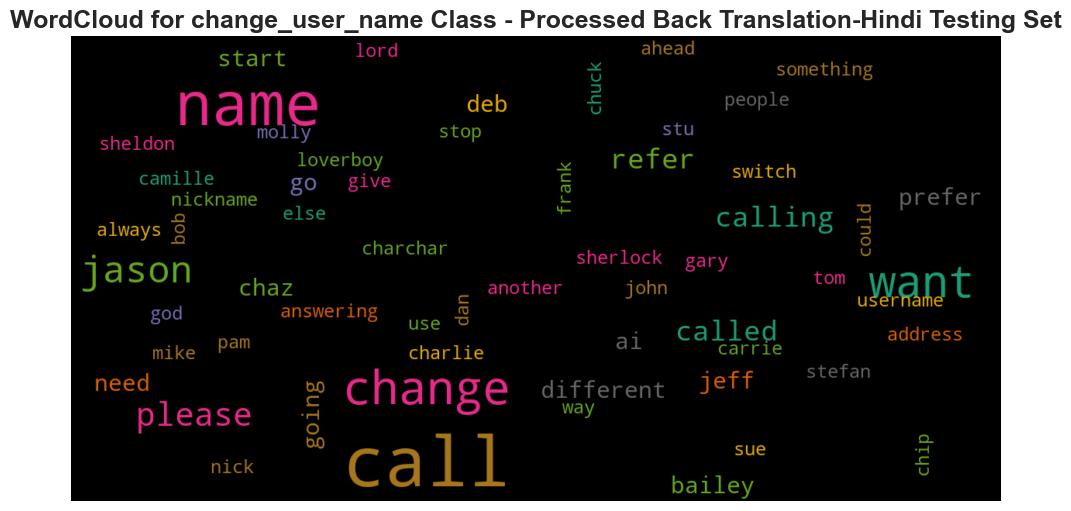 WordCloud for change_user_name Class - Processed Back Translation-Hindi Testing Set
lord
ahead
start
something
chuck
name
people
deb
molly
stop
stu
sheldon
loverboy
refer
switch
camille
go
give
frank
nickname
prefer
else
calling
could
always
bob
charchar
sherlock
gary
jason
tom
want
chaz
another
john
username
god
answering
dan
use
called
address
pam
ai
mike
charlie
carrie
stefan
need
change
different
jeff
please
going
way
call
sue
chip
nick
bailey